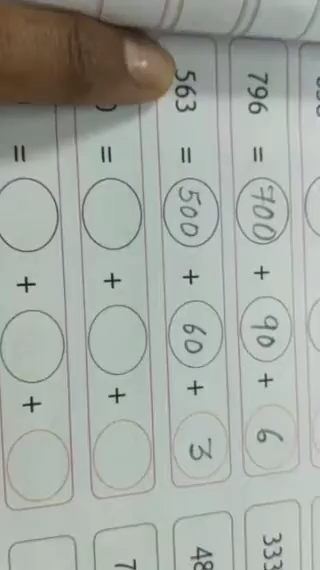 796 = 700 + 90 + 6
563 = 500 + 60 + 3
= + +
= + +
333
48
7